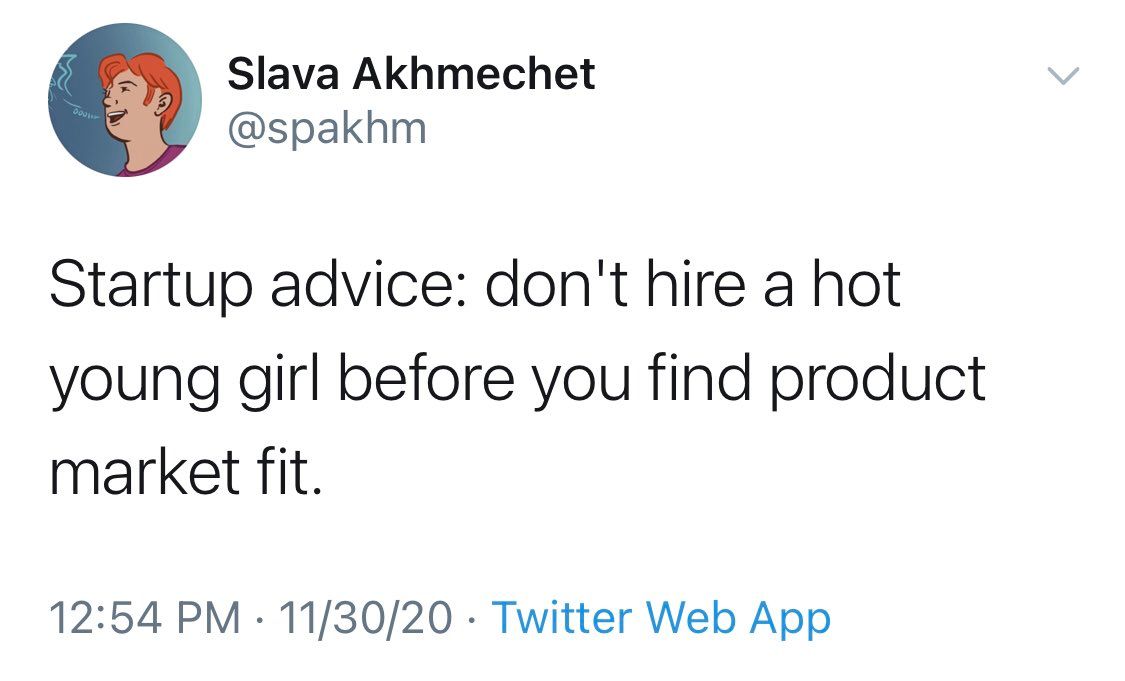 Slava Akhmechet
@spakhm
Startup advice: don't hire a hot
young girl before you find product
market fit.
12:54 PM · 11/30/20 · Twitter Web App